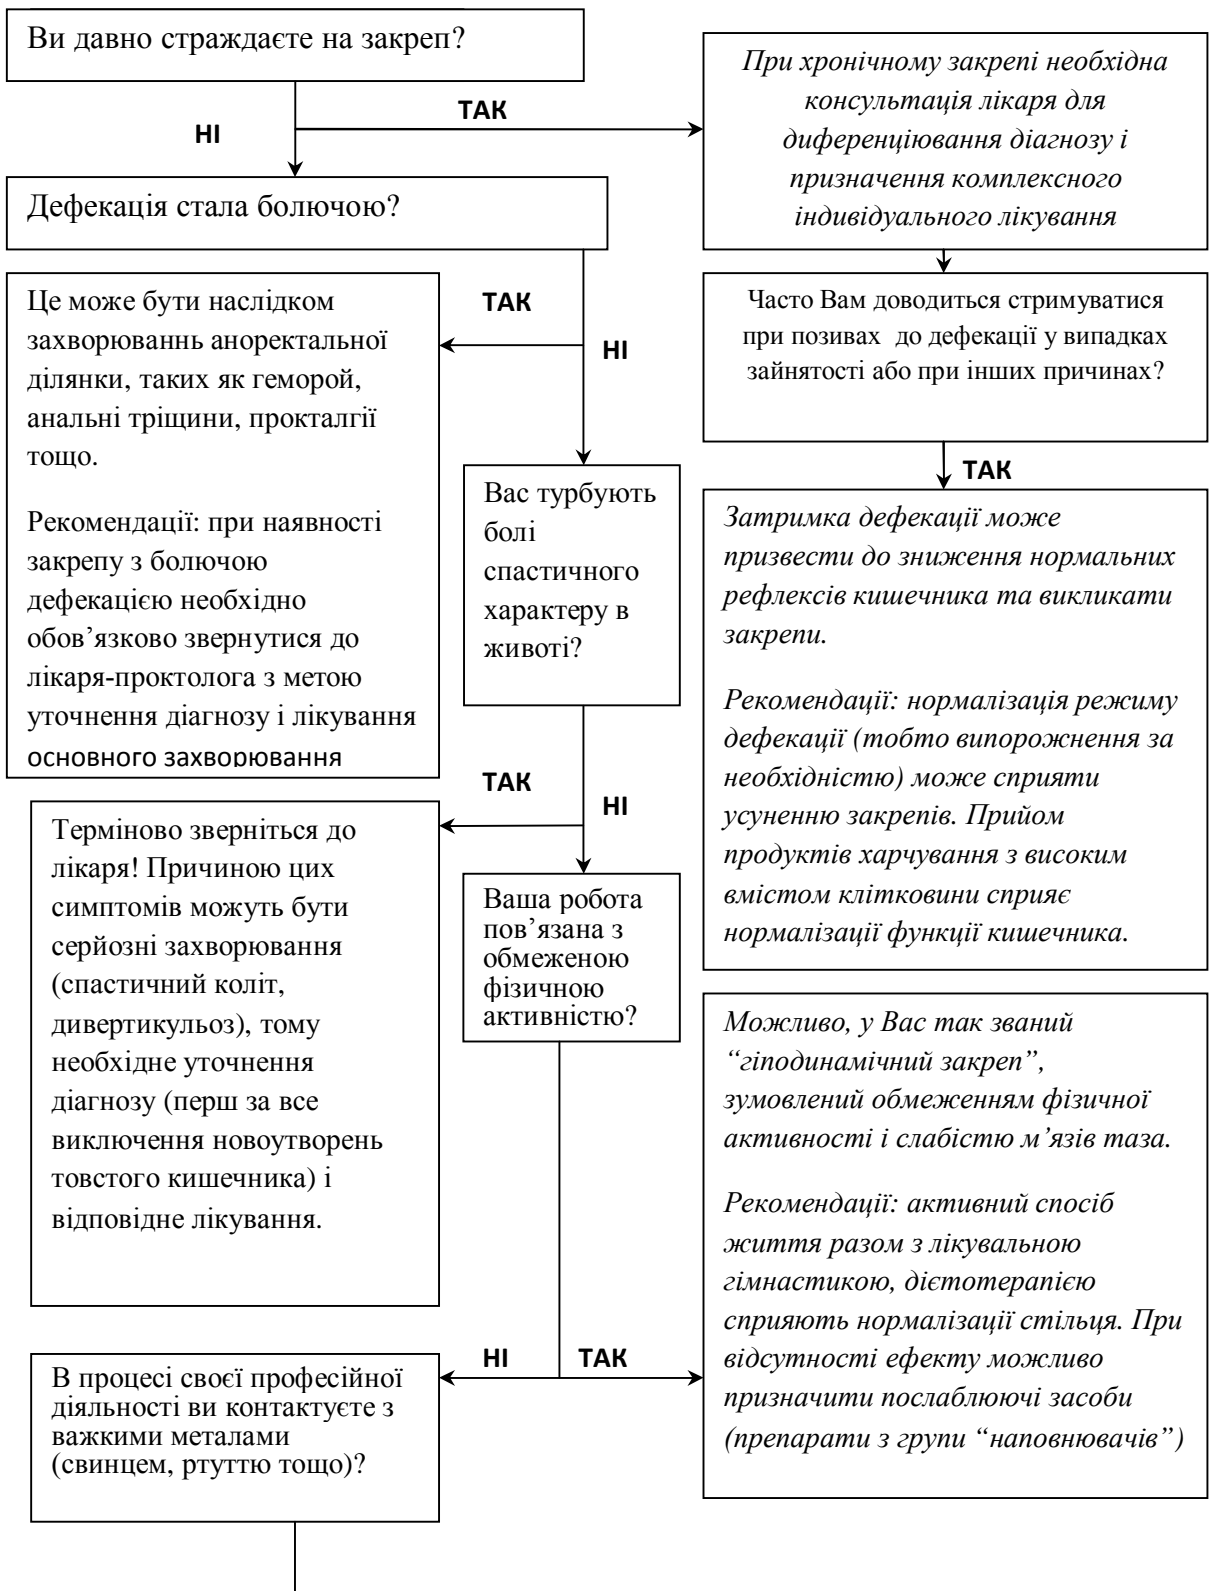 Ви давно страждаєте на закреп?
ТАК
НІ
При хронічному закрепі необхідна
консультація лікаря для
диференціювання діагнозу і
призначення комплексного
індивідуального лікування
Дефекація стала болючою?
ТАК
НІ
Це може бути наслідком
захворюваннь аноректальної
ділянки, таких як геморой,
анальні тріщини, прокталгії
тощо.
Рекомендації: при наявності
закрепу з болючою
дефекацією необхідно
обов’язково звернутися до
лікаря-проктолога з метою
уточнення діагнозу і лікування
основного захворювання
Часто Вам доводиться стримуватися
при позивах до дефекації у випадках
зайнятості або при інших причинах?
ТАК
Вас турбують
болі
спастичного
характеру в
животі?
Затримка дефекації може
призвести до зниження нормальних
рефлексів кишечника та викликати
закрепи.
Рекомендації: нормалізація режиму
дефекації (тобто випорожнення за
необхідністю) може сприяти
усуненню закрепів. Прийом
продуктів харчування з високим
вмістом клітковини сприяє
нормалізації функції кишечника.
ТАК
НІ
Терміново зверніться до
лікаря! Причиною цих
симптомів можуть бути
серйозні захворювання
(спастичний коліт,
дивертикульоз), тому
необхідне уточнення
діагнозу (перш за все
виключення новоутворень
товстого кишечника) і
відповідне лікування.
Ваша робота
пов’язана з
обмеженою
фізичною
активністю?
Можливо, у Вас так званий
“гіподинамічний закреп”,
зумовлений обмеженням фізичної
активності і слабістю м’язів таза.
Рекомендації: активний спосіб
життя разом з лікувальною
гімнастикою, дієтотерапією
сприяють нормалізації стільця. При
відсутності ефекту можливо
призначити послаблюючі засоби
(препарати з групи “наповнювачів”)
НІ
ТАК
В процесі своєї професійної
діяльності ви контактуєте з
важкими металами
(свинцем, ртуттю тощо)?